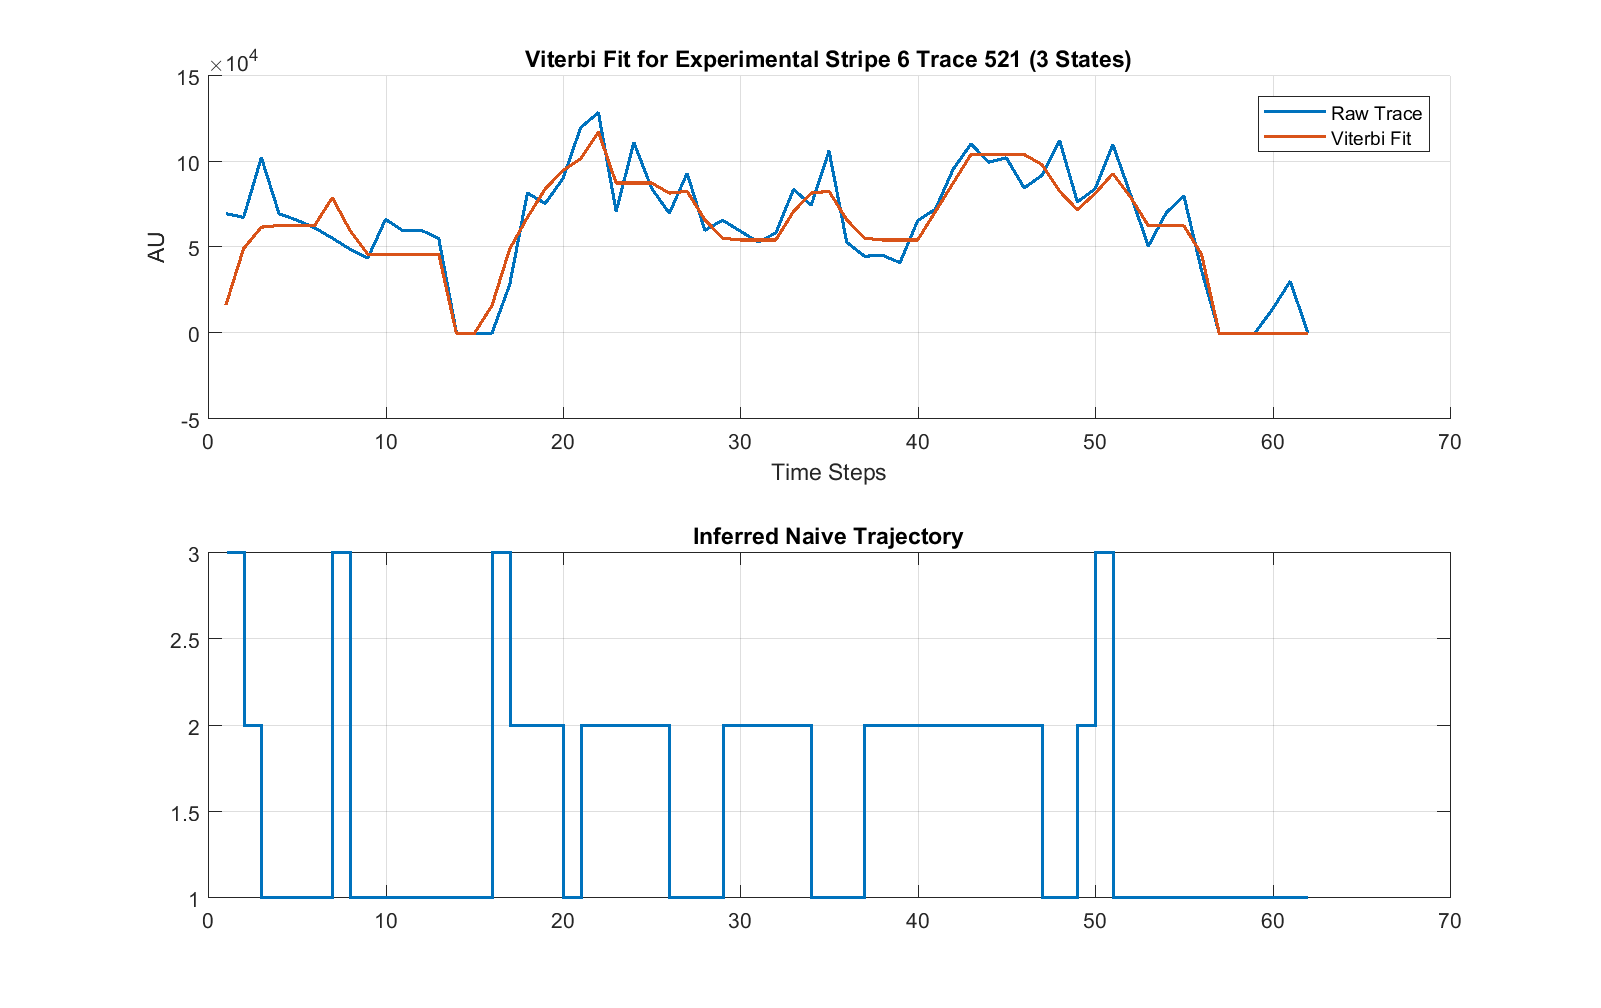 Viterbi Fit for Experimental Stripe 6 Trace 521 (3 States)
×10⁴
15
10
5
0
-5
AU
Raw Trace
Viterbi Fit
0 10 20 30 40 50 60 70
Time Steps
Inferred Naive Trajectory
3
2.5
2
1.5
1
0 10 20 30 40 50 60 70